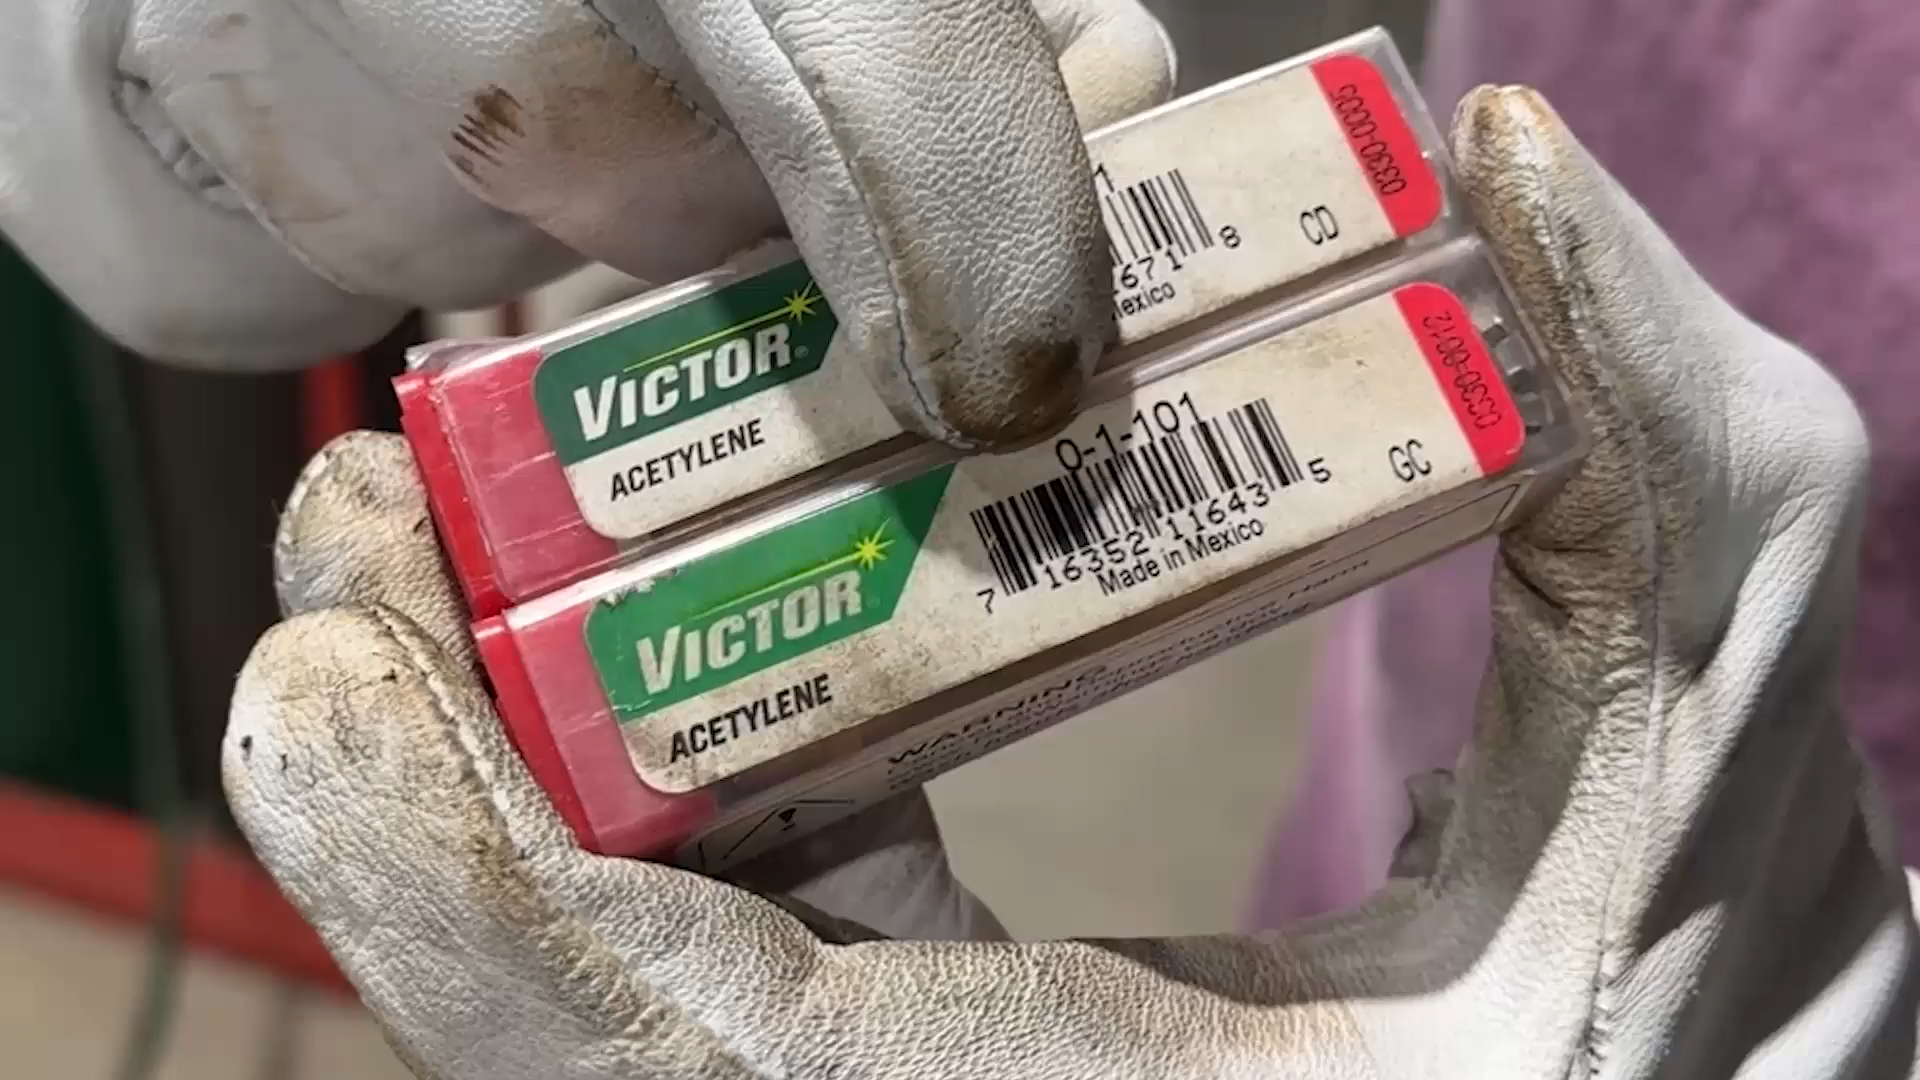 VICTOR
ACETYLENE
1
1671 8
Mexico
CD
0330-0005
VICTOR
ACETYLENE
0-1-101
7 16352 11643 5
Made in Mexico
GC
0330-0012
WARNING